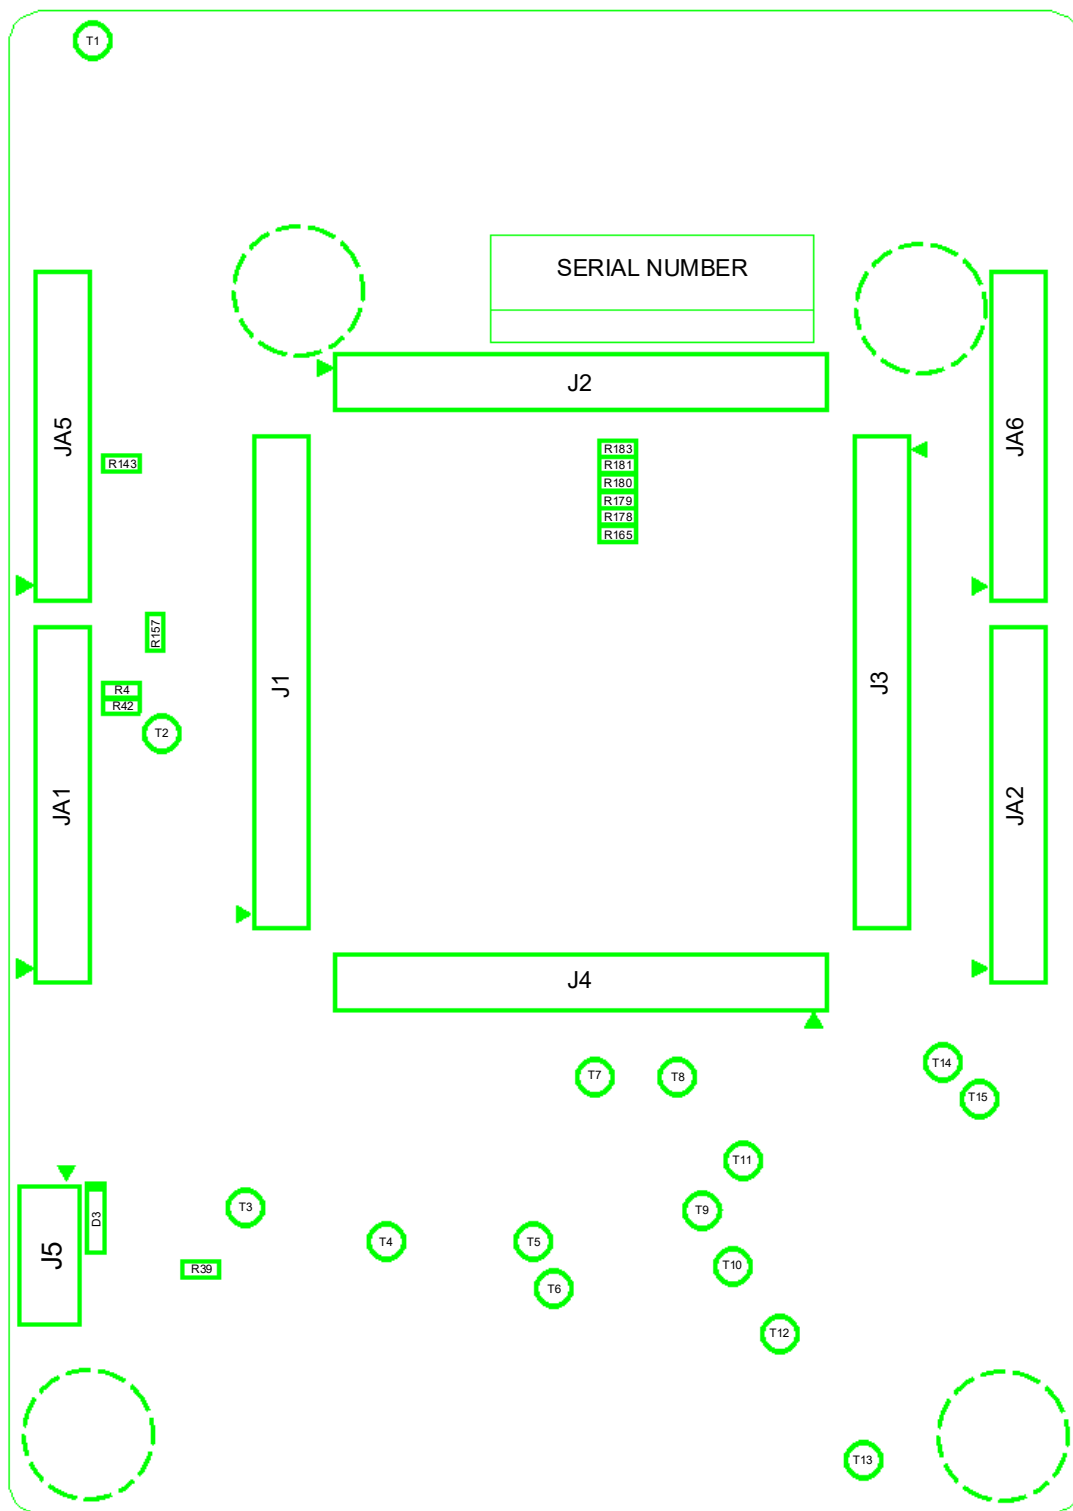 T1
SERIAL NUMBER
J2
JA5
R143
R183
R181
R180
R179
R178
R165
JA6
R157
R4
R42
T2
J1
J3
JA1
JA2
J4
T7
T8
T14
T15
T11
D3
T3
T9
J5
T4
T5
R39
T6
T10
T12
T13